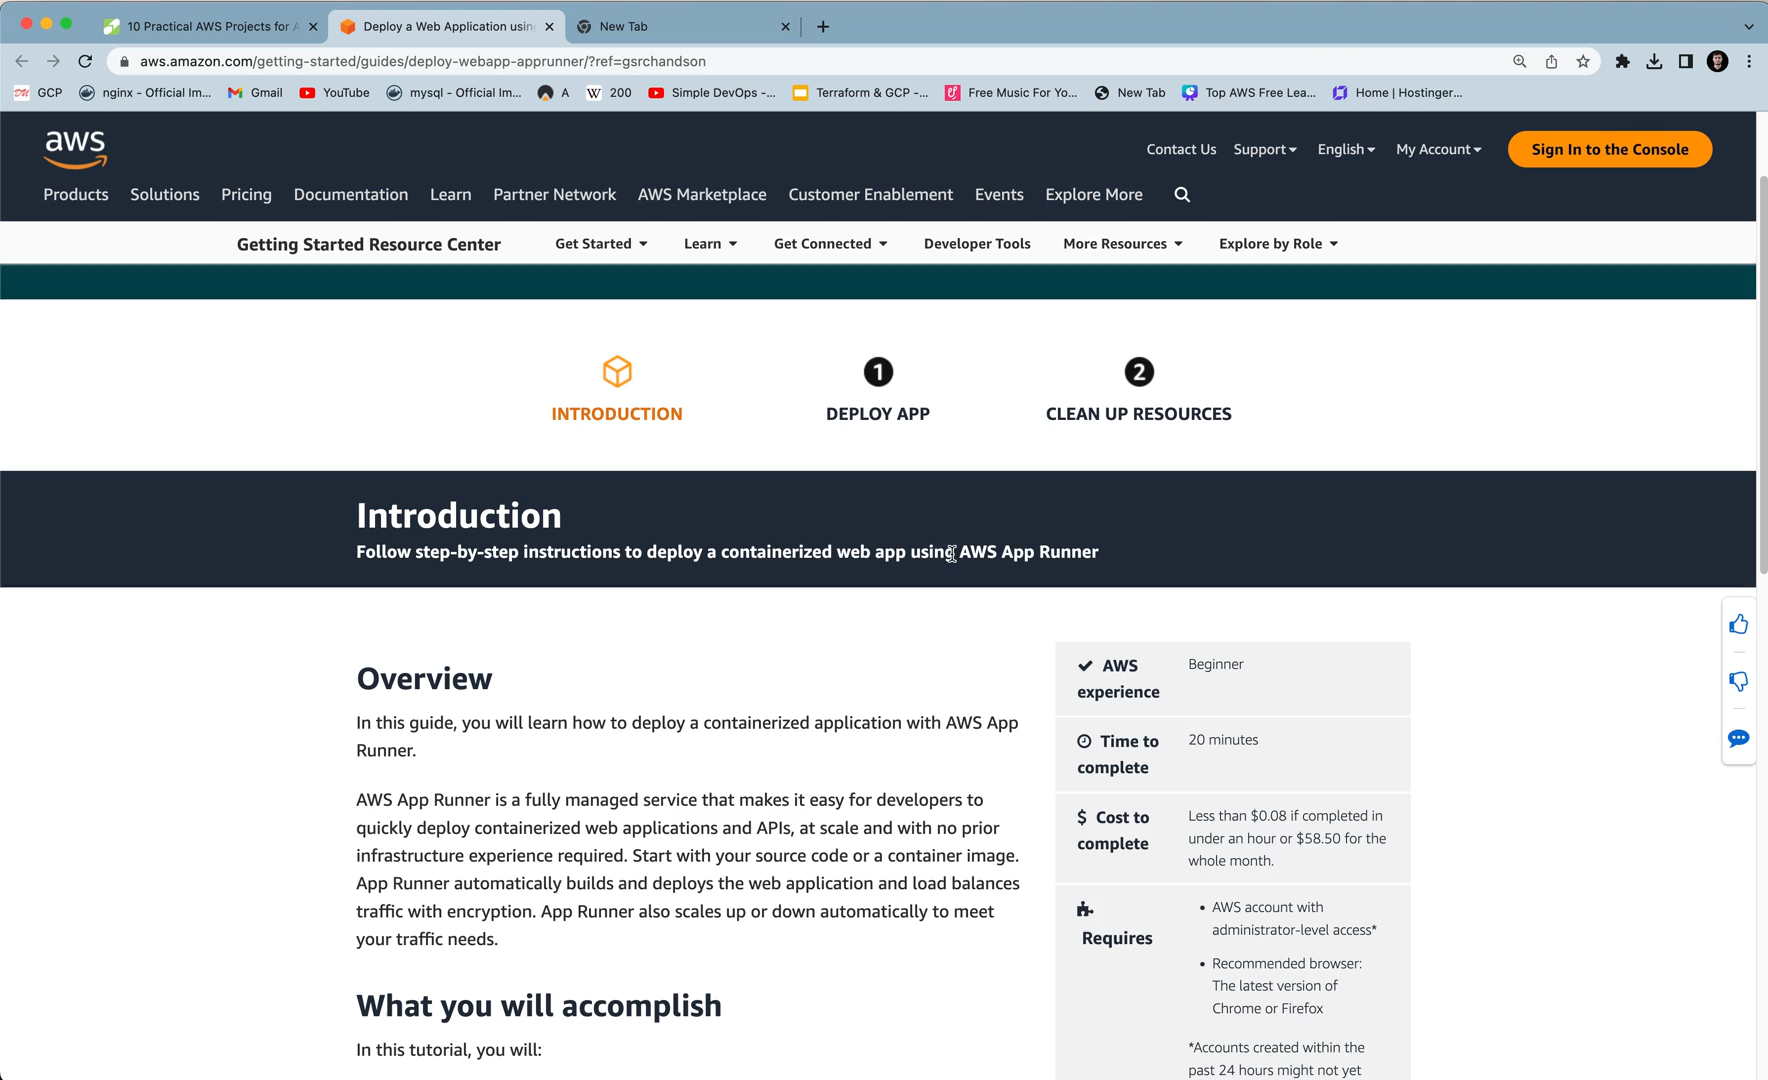 10 Practical AWS Projects for A
Deploy a Web Application usin
New Tab
aws.amazon.com/getting-started/guides/deploy-webapp-apprunner/?ref=gsrchandson
GCP
nginx - Official Im...
Gmail
YouTube
mysql - Official Im...
A
W 200
Simple DevOps -...
Terraform & GCP -...
Free Music For Yo...
New Tab
Top AWS Free Lea...
Home | Hostinger...
aws
Contact Us
Support
English
My Account
Sign In to the Console
Products
Solutions
Pricing
Documentation
Learn
Partner Network
AWS Marketplace
Customer Enablement
Events
Explore More
Getting Started Resource Center
Get Started
Learn
Get Connected
Developer Tools
More Resources
Explore by Role
1
2
INTRODUCTION
DEPLOY APP
CLEAN UP RESOURCES
Introduction
Follow step-by-step instructions to deploy a containerized web app using AWS App Runner
Overview
In this guide, you will learn how to deploy a containerized application with AWS App
Runner.
AWS App Runner is a fully managed service that makes it easy for developers to
quickly deploy containerized web applications and APIs, at scale and with no prior
infrastructure experience required. Start with your source code or a container image.
App Runner automatically builds and deploys the web application and load balances
traffic with encryption. App Runner also scales up or down automatically to meet
your traffic needs.
What you will accomplish
In this tutorial, you will:
AWS
experience
Beginner
Time to
complete
20 minutes
$ Cost to
complete
Less than $0.08 if completed in
under an hour or $58.50 for the
whole month.
Requires
• AWS account with
administrator-level access*
• Recommended browser:
The latest version of
Chrome or Firefox
*Accounts created within the
past 24 hours might not yet